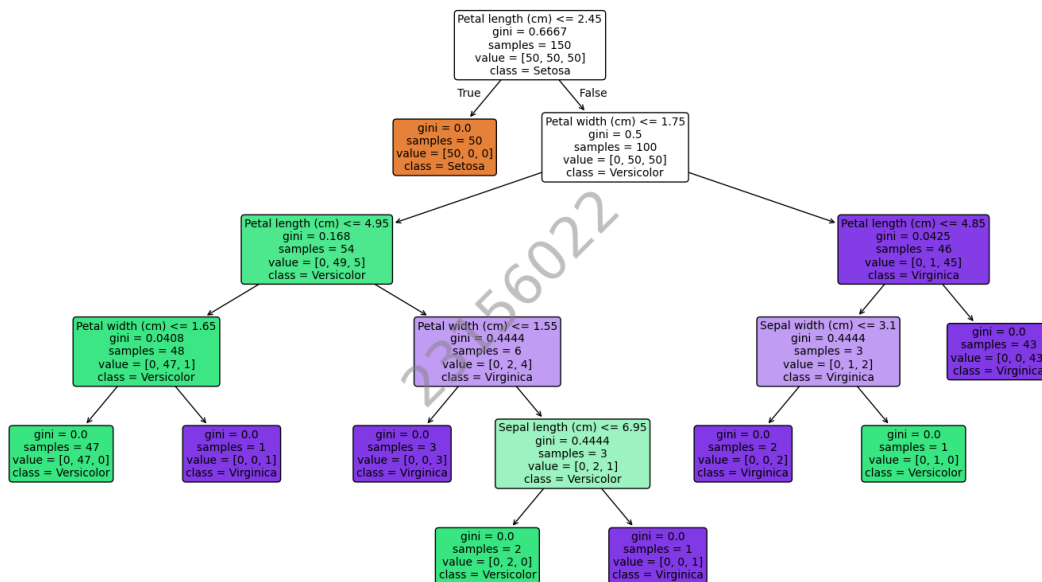 Petal length (cm) <= 2.45
gini = 0.6667
samples = 150
value = [50, 50, 50]
class = Setosa
True
False
gini = 0.0
samples = 50
value = [50, 0, 0]
class = Setosa
Petal width (cm) <= 1.75
gini = 0.5
samples = 100
value = [0, 50, 50]
class = Versicolor
Petal length (cm) <= 4.95
gini = 0.168
samples = 54
value = [0, 49, 5]
class = Versicolor
Petal length (cm) <= 4.85
gini = 0.0425
samples = 46
value = [0, 1, 45]
class = Virginica
Petal width (cm) <= 1.65
gini = 0.0408
samples = 48
value = [0, 47, 1]
class = Versicolor
Petal width (cm) <= 1.55
gini = 0.4444
samples = 6
value = [0, 2, 4]
class = Virginica
Sepal width (cm) <= 3.1
gini = 0.4444
samples = 3
value = [0, 1, 2]
class = Virginica
gini = 0.0
samples = 43
value = [0, 0, 43]
class = Virginica
gini = 0.0
samples = 47
value = [0, 47, 0]
class = Versicolor
gini = 0.0
samples = 1
value = [0, 0, 1]
class = Virginica
gini = 0.0
samples = 3
value = [0, 0, 3]
class = Virginica
Sepal length (cm) <= 6.95
gini = 0.4444
samples = 3
value = [0, 2, 1]
class = Versicolor
gini = 0.0
samples = 2
value = [0, 0, 2]
class = Virginica
gini = 0.0
samples = 1
value = [0, 1, 0]
class = Versicolor
gini = 0.0
samples = 2
value = [0, 2, 0]
class = Versicolor
gini = 0.0
samples = 1
value = [0, 0, 1]
class = Virginica
23156022